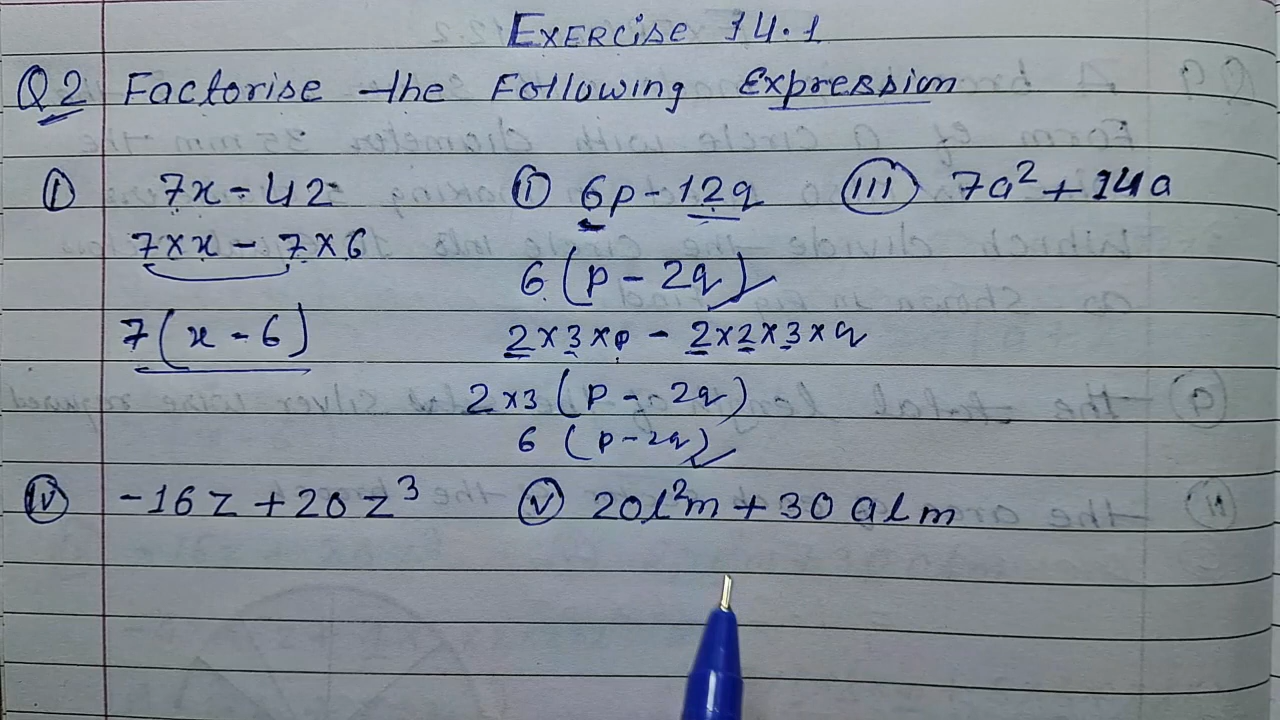 Exercise 14.1
Q2 Factorise the Following Expression
(i) 7x - 42 (ii) 6p - 12q (iii) 7a² + 14a
7×x - 7×6
6(p - 2q)
7(x - 6)
2×3×p - 2×2×3×q
2×3(p - 2q)
6(p - 2q)
(iv) -16z + 20z³ (v) 20l²m + 30alm